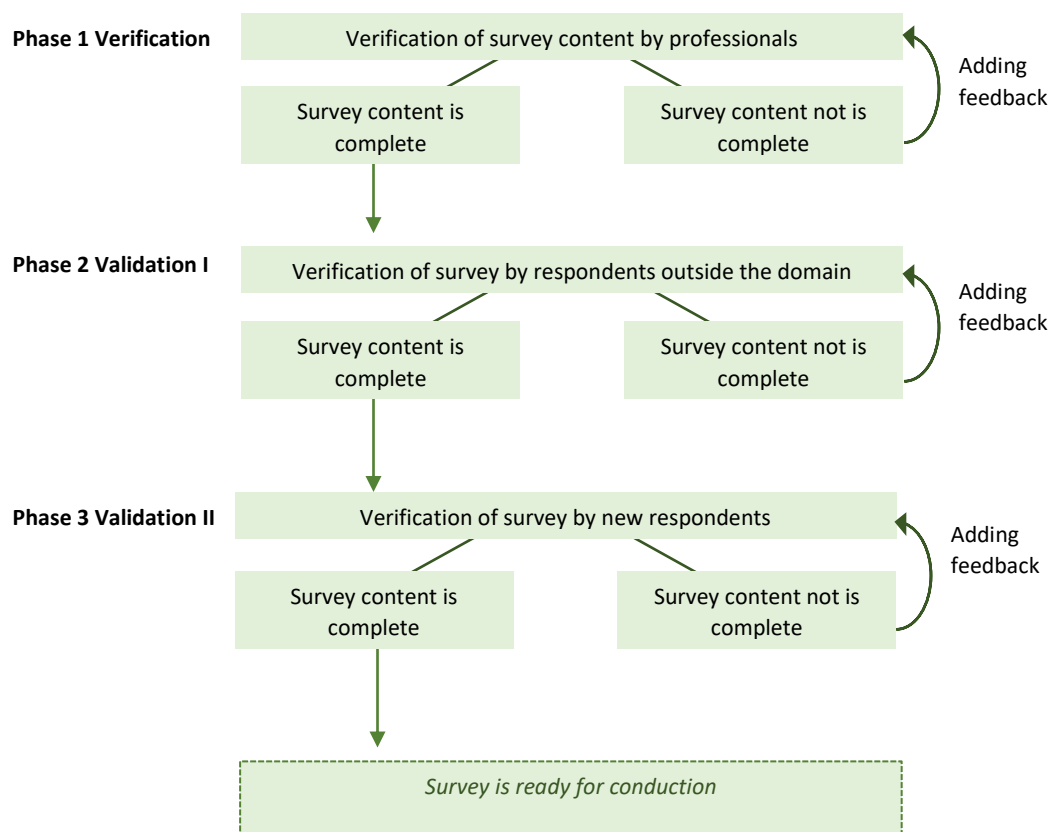 Phase 1 Verification
Verification of survey content by professionals
Adding
feedback
Survey content is
complete
Survey content not is
complete
Phase 2 Validation I
Verification of survey by respondents outside the domain
Adding
feedback
Survey content is
complete
Survey content not is
complete
Phase 3 Validation II
Verification of survey by new respondents
Adding
feedback
Survey content is
complete
Survey content not is
complete
Survey is ready for conduction